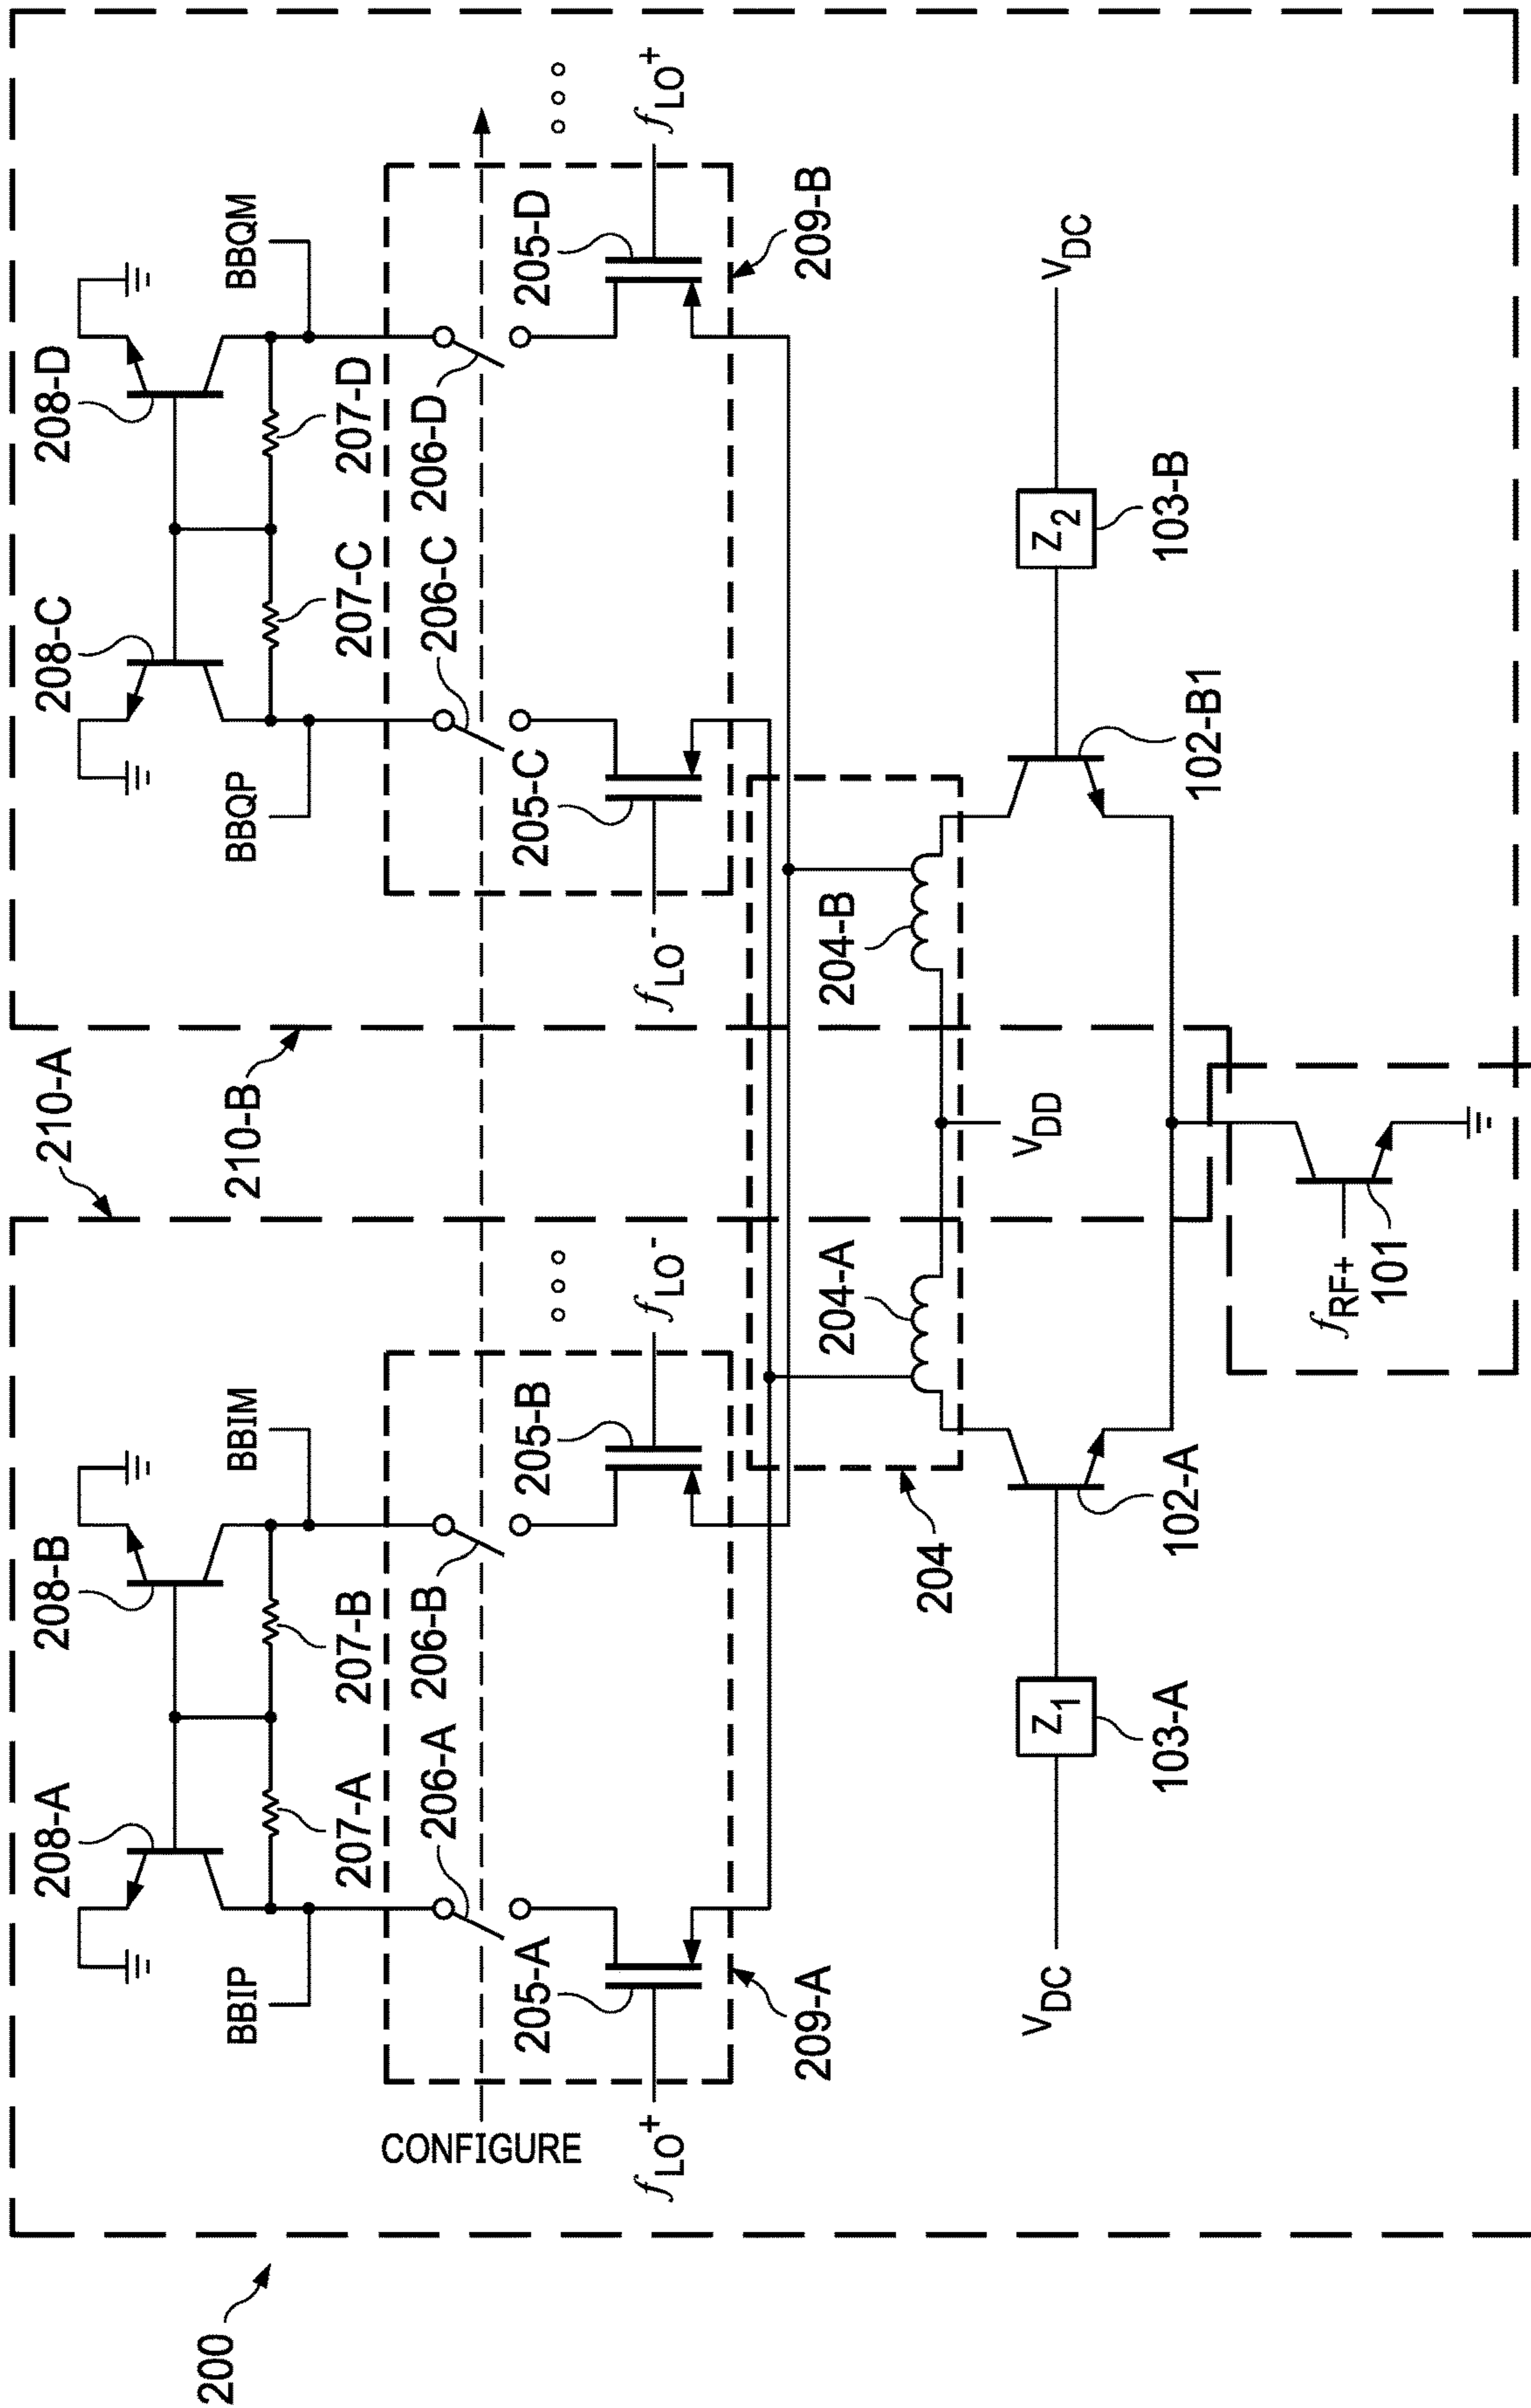 200
210-A
210-B
208-A
208-B
208-C
208-D
BBIP
BBIM
BBQP
BBQM
207-A
207-B
207-C
207-D
CONFIGURE
206-A
206-B
206-C
206-D
205-A
205-B
205-C
205-D
fLO+
fLO-
fLO-
fLO+
209-A
209-B
204-A
204-B
204
VDD
VDC
Z1
Z2
VDC
103-A
102-A
102-B1
103-B
fRF+
101